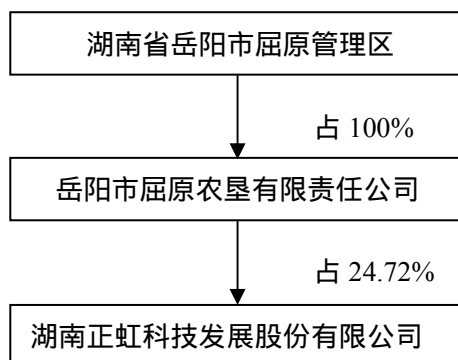 湖南省岳阳市屈原管理区
占 100%
岳阳市屈原农垦有限责任公司
占 24.72%
湖南正虹科技发展股份有限公司